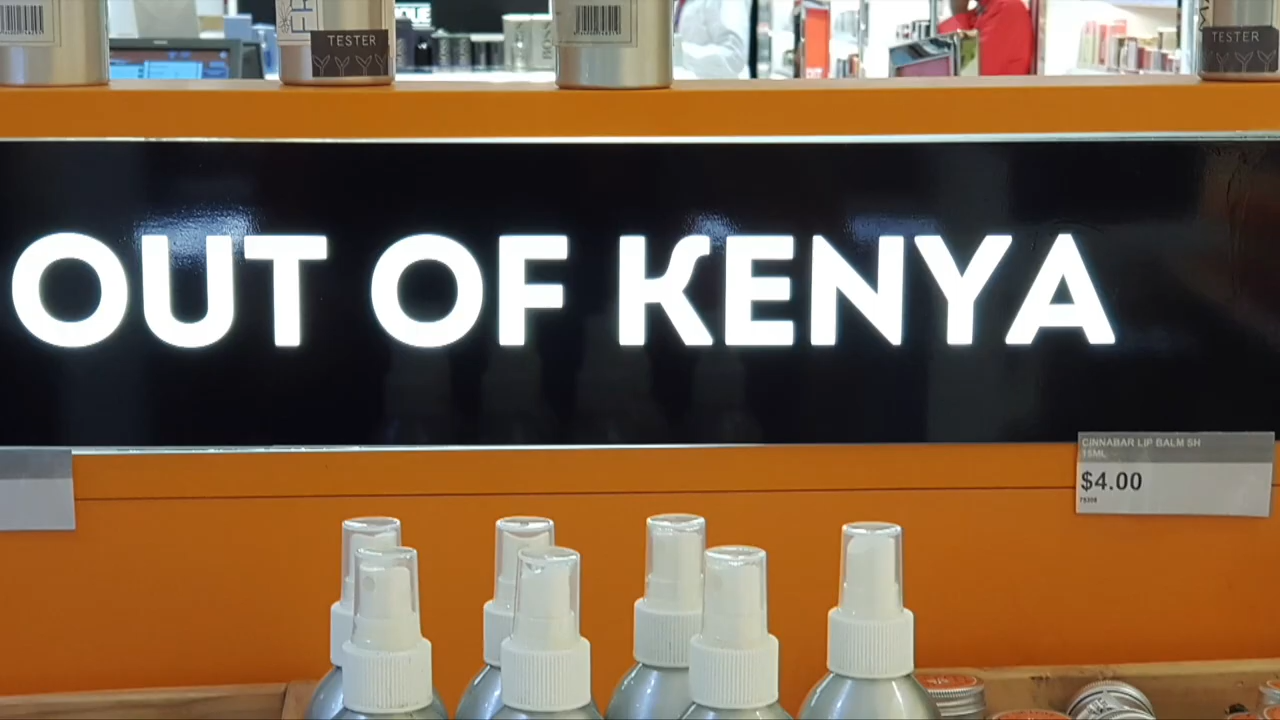 TESTER
TESTER
OUT OF KENYA
CINNABAR LIP BALM SH
15ML
$4.00